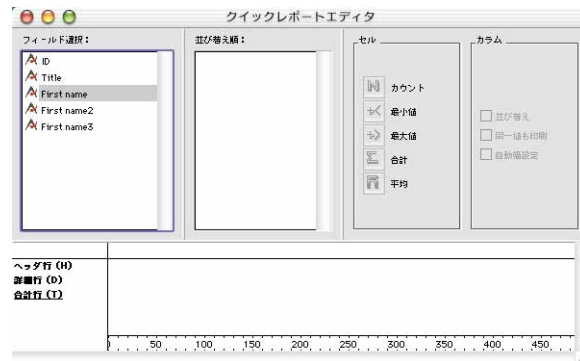 クイックレポートエディタ
フィールド選択：
ID
Title
First name
First name2
First name3
並び替え順：
セル
カウント
最小値
最大値
合計
平均
カラム
並び替え
同一値も印刷
自動幅設定
ヘッダ行 (H)
詳細行 (D)
合計行 (T)
0 50 100 150 200 250 300 350 400 450